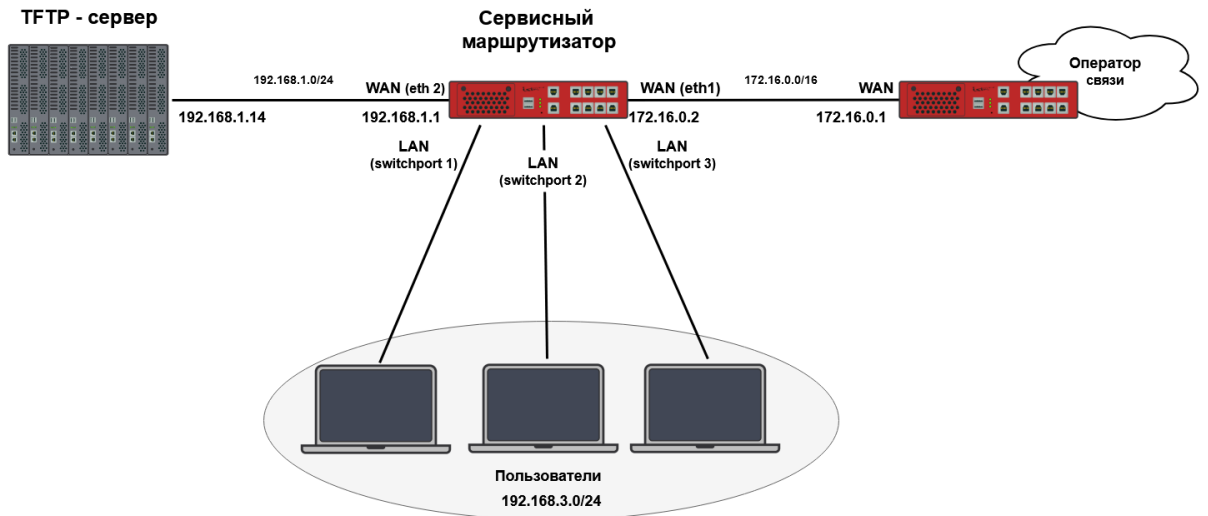 TFTP - сервер
Сервисный
маршрутизатор
Оператор
связи
192.168.1.0/24
WAN (eth 2)
WAN (eth1)
172.16.0.0/16
WAN
192.168.1.14
192.168.1.1
172.16.0.2
172.16.0.1
LAN
(switchport 1)
LAN
(switchport 2)
LAN
(switchport 3)
Пользователи
192.168.3.0/24